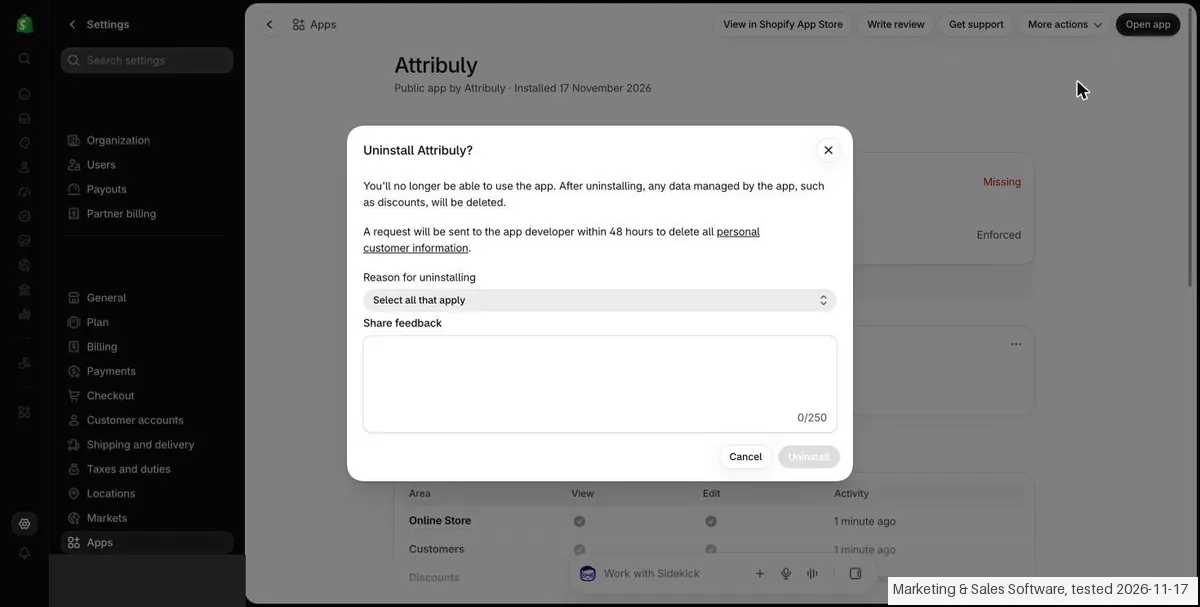 Settings
Apps
View in Shopify App Store
Write review
Get support
More actions
Open app
Search settings
Attribuly
Public app by Attribuly · Installed 17 November 2026
Organization
Users
Payouts
Partner billing
General
Plan
Billing
Payments
Checkout
Customer accounts
Shipping and delivery
Taxes and duties
Locations
Markets
Apps
Missing
Enforced
Uninstall Attribuly?
You'll no longer be able to use the app. After uninstalling, any data managed by the app, such
as discounts, will be deleted.
A request will be sent to the app developer within 48 hours to delete all personal
customer information.
Reason for uninstalling
Select all that apply
Share feedback
0/250
Cancel
Uninstall
Area View Edit Activity
Online Store 1 minute ago
Customers 1 minute ago
Discounts
Work with Sidekick
Marketing & Sales Software, tested 2026-11-17